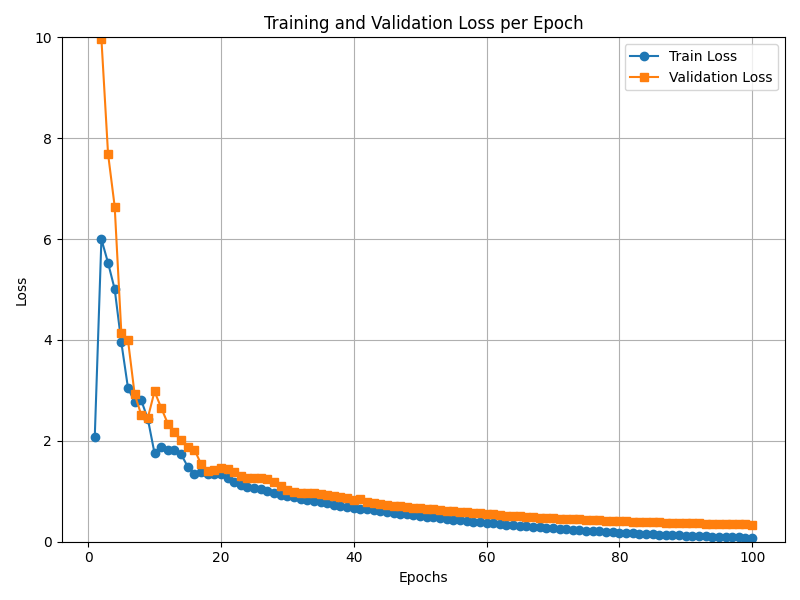 Training and Validation Loss per Epoch
Train Loss
Validation Loss
10
8
6
4
2
0
Loss
0 20 40 60 80 100
Epochs